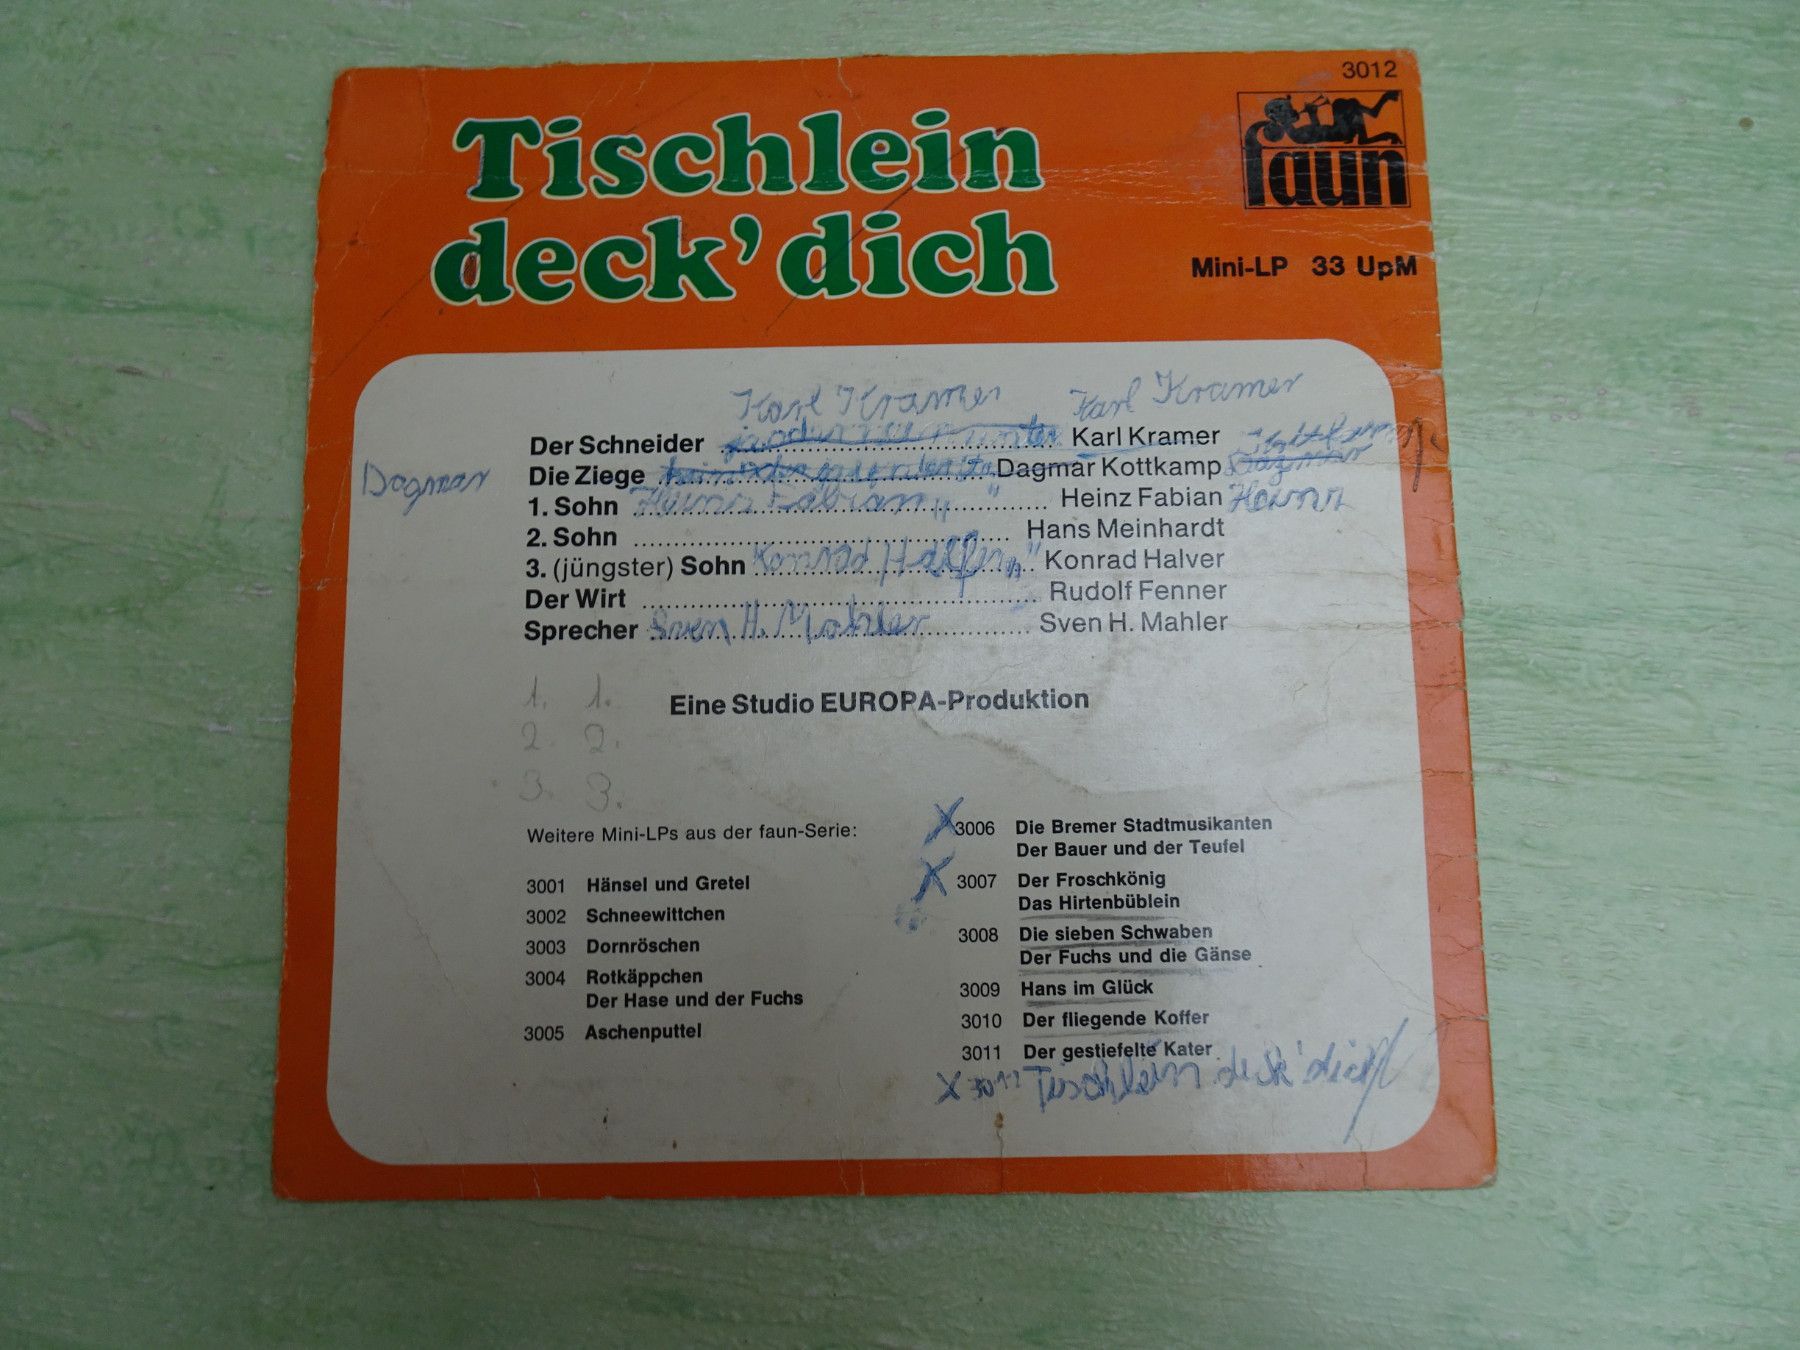 3012
Tischlein
faun
deck' dich
Mini-LP 33 UpM
Karl Kramer Karl Kramer
Der Schneider .......... Karl Kramer
Dagmar Die Ziege .......... Dagmar Kottkamp Dagmar
1. Sohn Heinz Fabian " .......... Heinz Fabian Heinz
2. Sohn .......... Hans Meinhardt
3. (jüngster) Sohn Konrad .......... " Konrad Halver
Der Wirt .......... Rudolf Fenner
Sprecher Sven H. Mahler .......... Sven H. Mahler
1. 1.
Eine Studio EUROPA-Produktion
2. 2.
3. 3.
Weitere Mini-LPs aus der faun-Serie:
3001 Hänsel und Gretel
3002 Schneewittchen
3003 Dornröschen
3004 Rotkäppchen
Der Hase und der Fuchs
3005 Aschenputtel
X 3006 Die Bremer Stadtmusikanten
Der Bauer und der Teufel
X 3007 Der Froschkönig
Das Hirtenbüblein
3008 Die sieben Schwaben
Der Fuchs und die Gänse
3009 Hans im Glück
3010 Der fliegende Koffer
3011 Der gestiefelte Kater
X 3012 Tischlein deck' dich